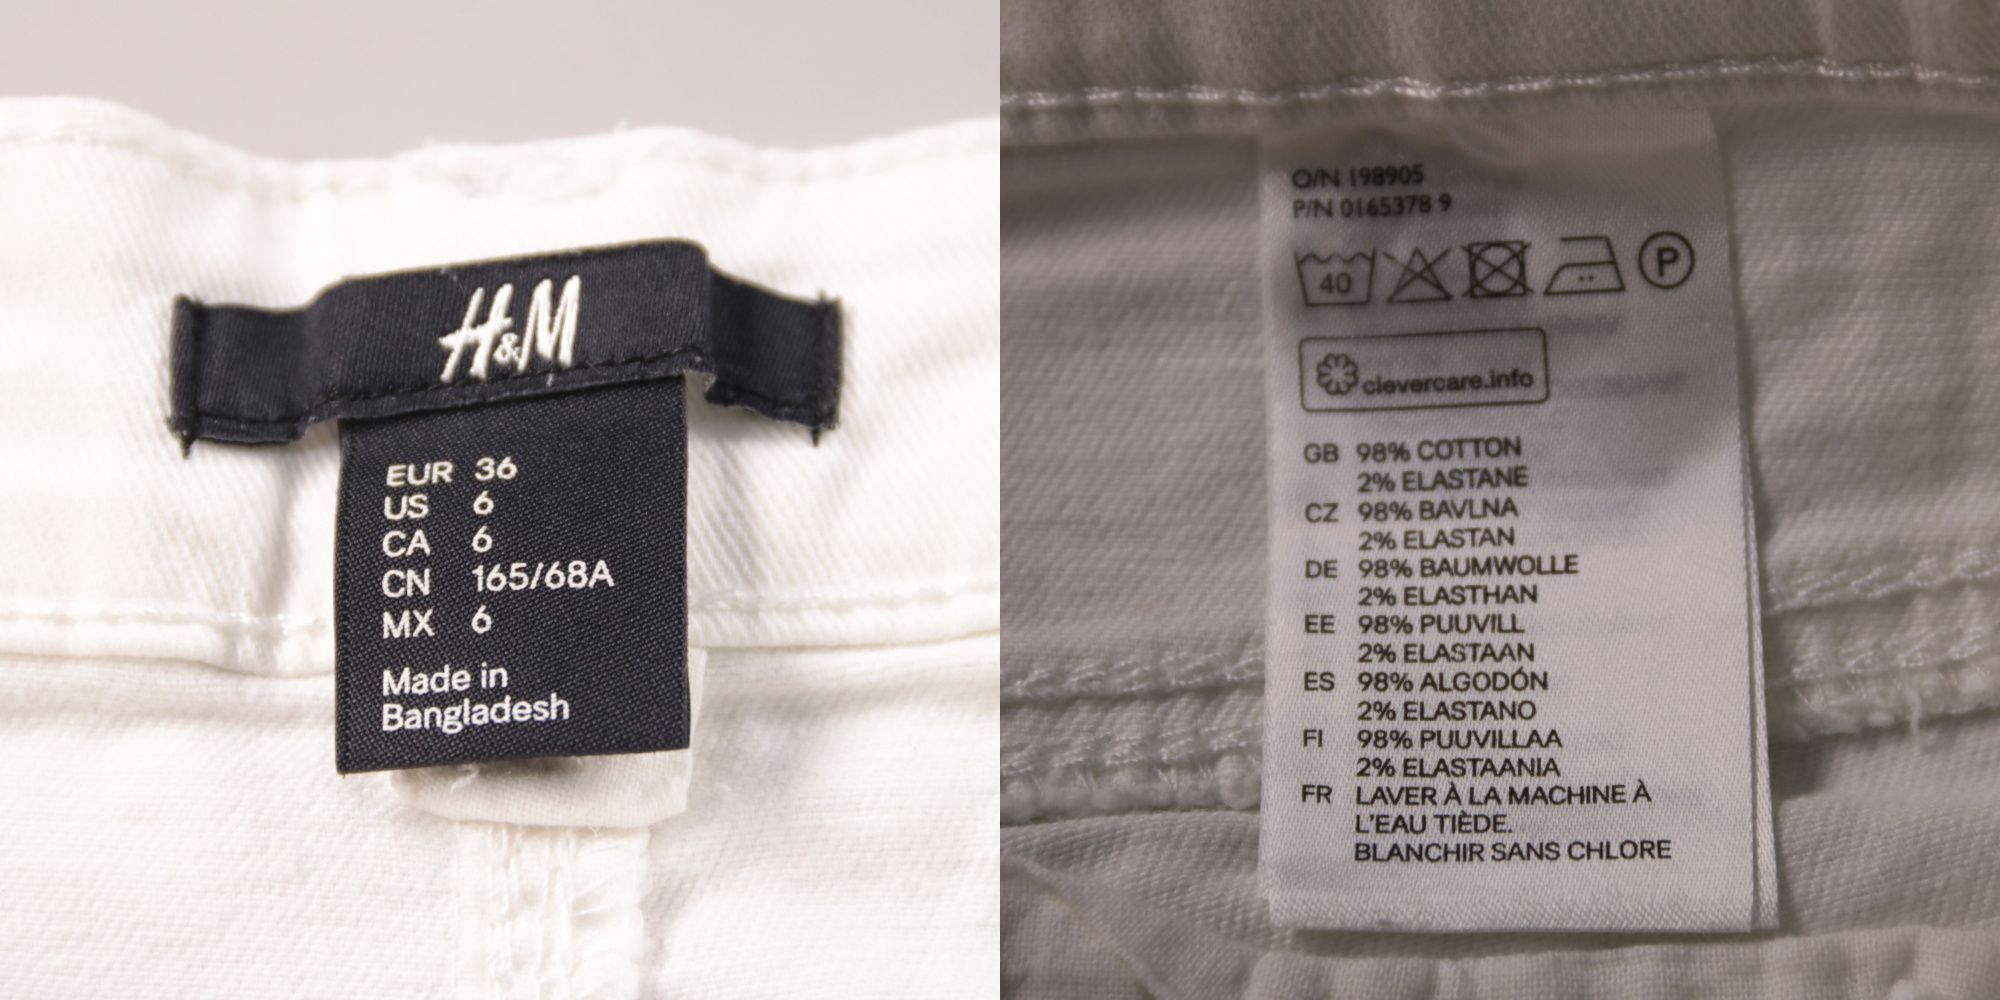 H&M
EUR 36
US 6
CA 6
CN 165/68A
MX 6
Made in
Bangladesh
O/N 198905
P/N 0165378 9
40 P
clevercare.info
GB 98% COTTON
2% ELASTANE
CZ 98% BAVLNA
2% ELASTAN
DE 98% BAUMWOLLE
2% ELASTHAN
EE 98% PUUVILL
2% ELASTAAN
ES 98% ALGODÓN
2% ELASTANO
FI 98% PUUVILLAA
2% ELASTAANIA
FR LAVER À LA MACHINE À
L'EAU TIÈDE.
BLANCHIR SANS CHLORE